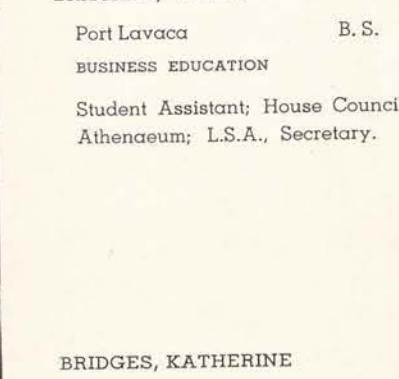 Port Lavaca B. S.
BUSINESS EDUCATION
Student Assistant; House Counci
Athenaeum; L.S.A., Secretary.
BRIDGES, KATHERINE